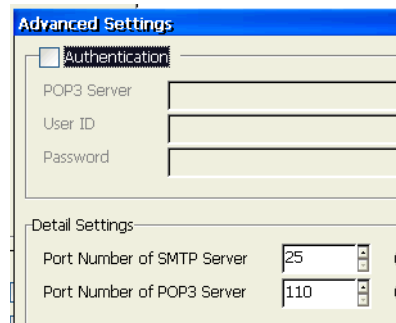 Advanced Settings
Authentication
POP3 Server
User ID
Password
Detail Settings
Port Number of SMTP Server 25
Port Number of POP3 Server 110